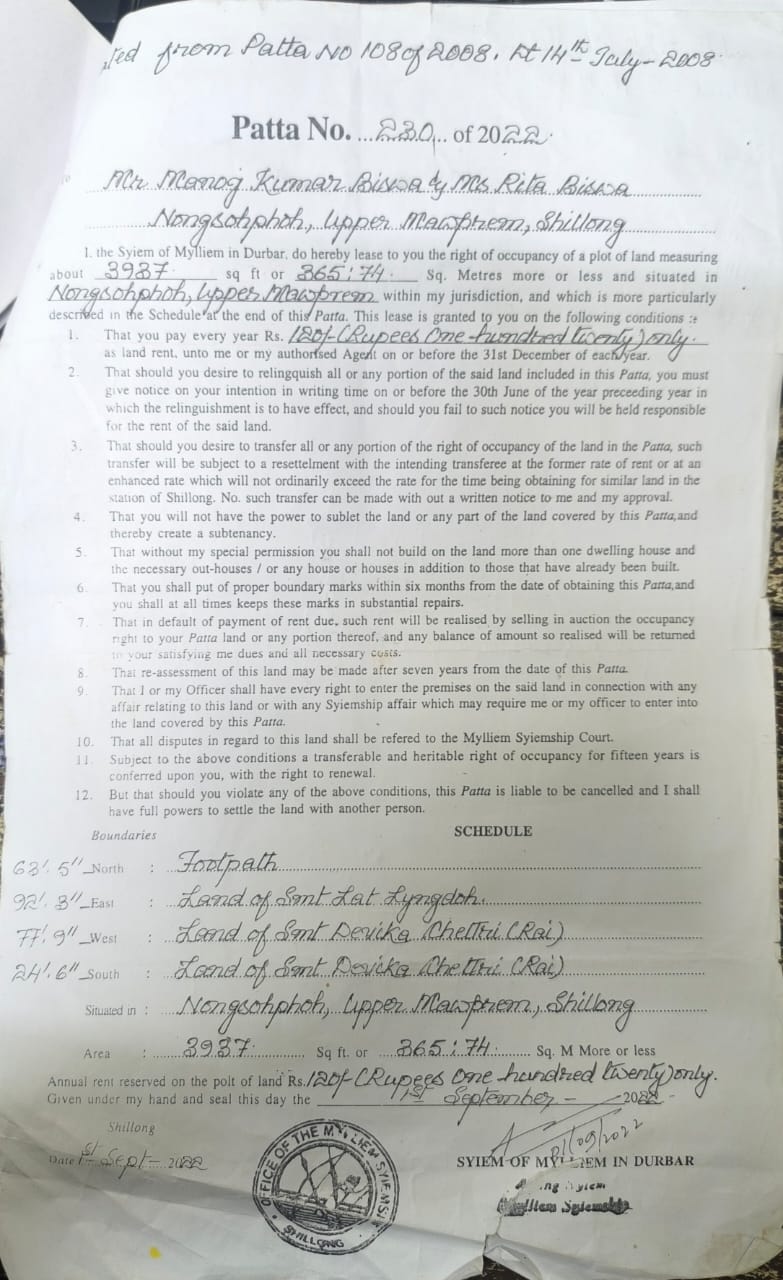 from Patta No 108 of 2008. Dt 14th July-2008
Patta No. ...230... of 2022.
To Mr. Manoj Kumar Biswa & Ms Rita Biswa
Nongsohphoh, Upper Mawprem, Shillong
I. the Syiem of Mylliem in Durbar, do hereby lease to you the right of occupancy of a plot of land measuring
about 3937 sq ft or 365:74. Sq. Metres more or less and situated in
Nongsohphoh, Upper Mawprem within my jurisdiction, and which is more particularly
described in the Schedule at the end of this Patta. This lease is granted to you on the following conditions :-
1. That you pay every year Rs. 120/- (Rupees One hundred twenty) only.
as land rent, unto me or my authorised Agent on or before the 31st December of each year.
2. That should you desire to relingquish all or any portion of the said land included in this Patta, you must
give notice on your intention in writing time on or before the 30th June of the year preceeding year in
which the relinguishment is to have effect, and should you fail to such notice you will be held responsible
for the rent of the said land.
3. That should you desire to transfer all or any portion of the right of occupancy of the land in the Patta, such
transfer will be subject to a resettelment with the intending transferee at the former rate of rent or at an
enhanced rate which will not ordinarily exceed the rate for the time being obtaining for similar land in the
station of Shillong. No. such transfer can be made with out a written notice to me and my approval.
4. That you will not have the power to sublet the land or any part of the land covered by this Patta,and
thereby create a subtenancy.
5. That without my special permission you shall not build on the land more than one dwelling house and
the necessary out-houses / or any house or houses in addition to those that have already been built.
6. That you shall put of proper boundary marks within six months from the date of obtaining this Patta,and
you shall at all times keeps these marks in substantial repairs.
7. That in default of payment of rent due, such rent will be realised by selling in auction the occupancy
right to your Patta land or any portion thereof, and any balance of amount so realised will be returned
to your satisfying me dues and all necessary costs.
8. That re-assessment of this land may be made after seven years from the date of this Patta.
9. That I or my Officer shall have every right to enter the premises on the said land in connection with any
affair relating to this land or with any Syiemship affair which may require me or my officer to enter into
the land covered by this Patta.
10. That all disputes in regard to this land shall be refered to the Mylliem Syiemship Court.
11. Subject to the above conditions a transferable and heritable right of occupancy for fifteen years is
conferred upon you, with the right to renewal.
12. But that should you violate any of the above conditions, this Patta is liable to be cancelled and I shall
have full powers to settle the land with another person.
Boundaries SCHEDULE
63'. 5" North : Footpath
92'. 3" East : Land of Smt Lat Lyngdoh.
77'. 9" West : Land of Smt Devika Chettri (Rai)
24'. 6" South : Land of Smt. Devika Chettri (Rai)
Situated in : Nongsohphoh, Upper Mawprem, Shillong
Area : 3937 Sq ft. or 365:74 Sq. M More or less
Annual rent reserved on the polt of land Rs. 120/- (Rupees One hundred twenty) only.
Given under my hand and seal this day the 1st September - 2022 -
Shillong
Date 1st Sept - 2022
01/09/2022
SYIEM OF MYLLIEM IN DURBAR
Syiem
Syiemship
OFFICE OF THE MYLLIEM SYIEMSHIP
SHILLONG